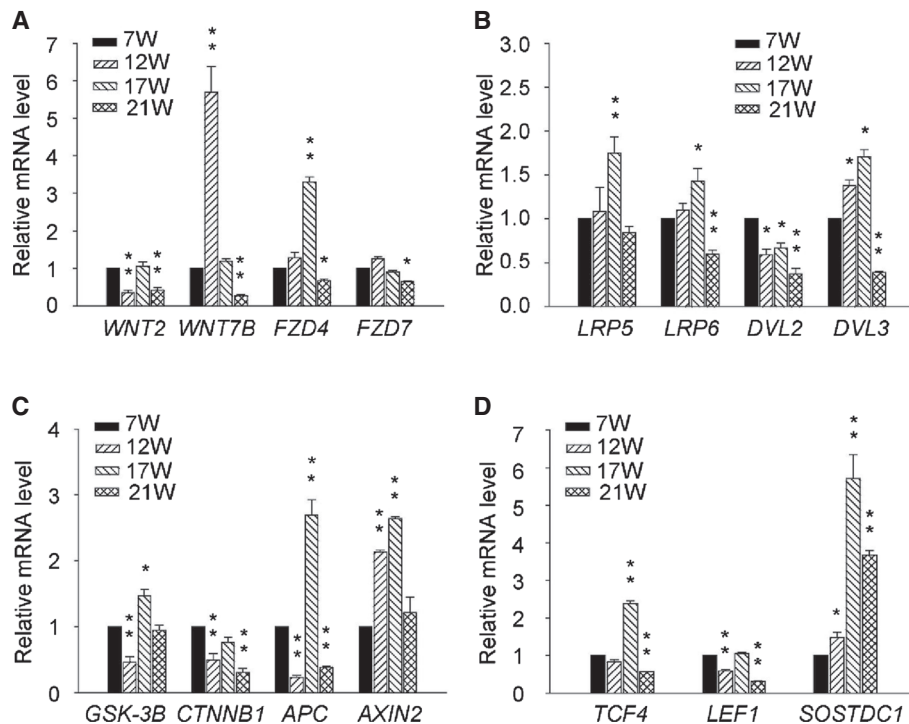 A
Relative mRNA level
7
6
5
4
3
2
1
0
7W
12W
17W
21W
* *
* *
* *
* *
* *
*
*
WNT2 WNT7B FZD4 FZD7
B
Relative mRNA level
3.0
2.5
2.0
1.5
1.0
0.5
0.0
7W
12W
17W
21W
* *
*
* *
*
*
* *
*
*
* *
LRP5 LRP6 DVL2 DVL3
C
Relative mRNA level
4
3
2
1
0
7W
12W
17W
21W
* *
*
* *
* *
* *
* *
* *
* *
* *
GSK-3B CTNNB1 APC AXIN2
D
Relative mRNA level
7
6
5
4
3
2
1
0
7W
12W
17W
21W
* *
* *
* *
* *
*
* *
* *
TCF4 LEF1 SOSTDC1